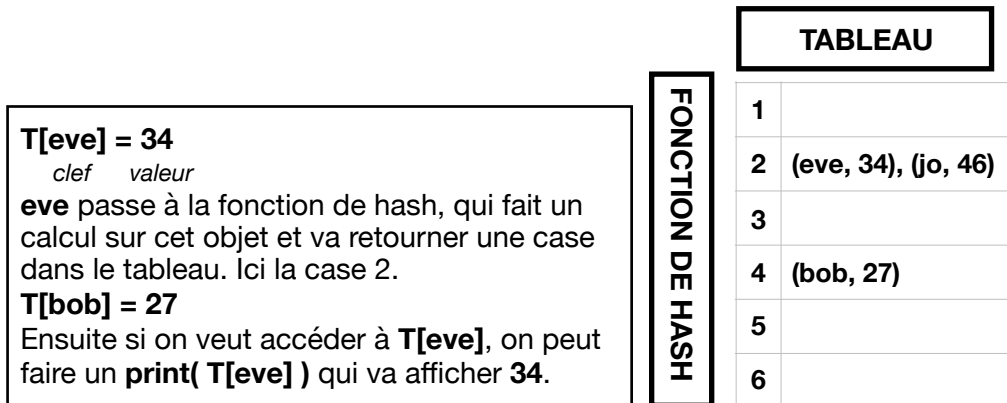 T[eve] = 34
clef valeur
eve passe à la fonction de hash, qui fait un
calcul sur cet objet et va retourner une case
dans le tableau. Ici la case 2.
T[bob] = 27
Ensuite si on veut accéder à T[eve], on peut
faire un print( T[eve] ) qui va afficher 34.
FONCTION DE HASH
TABLEAU
1
2 (eve, 34), (jo, 46)
3
4 (bob, 27)
5
6